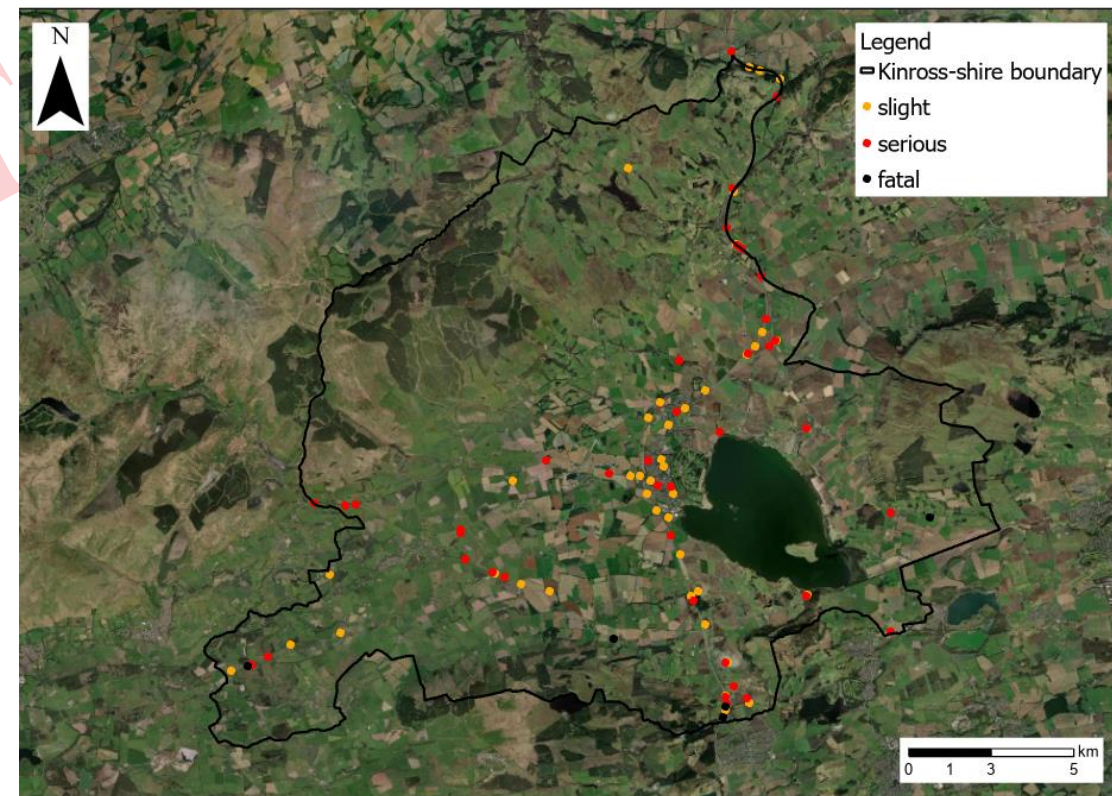 N
Legend
Kinross-shire boundary
slight
serious
fatal
km
0 1 3 5